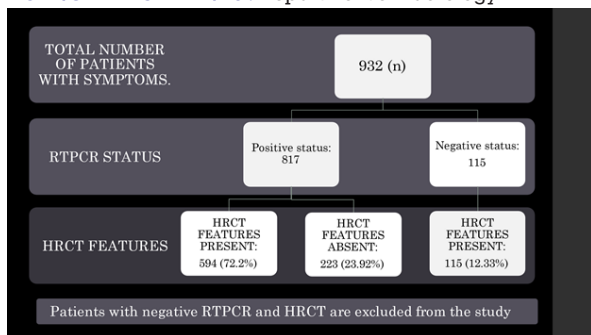 TOTAL NUMBER
OF PATIENTS
WITH SYMPTOMS.
932 (n)
RTPCR STATUS
Positive status:
817
Negative status:
115
HRCT FEATURES
HRCT
FEATURES
PRESENT:
594 (72.2%)
HRCT
FEATURES
ABSENT:
223 (23.92%)
HRCT
FEATURES
PRESENT:
115 (12.33%)
Patients with negative RTPCR and HRCT are excluded from the study